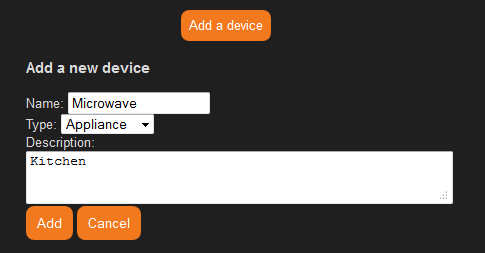 Add a device
Add a new device
Name: Microwave
Type: Appliance
Description:
Kitchen
Add Cancel